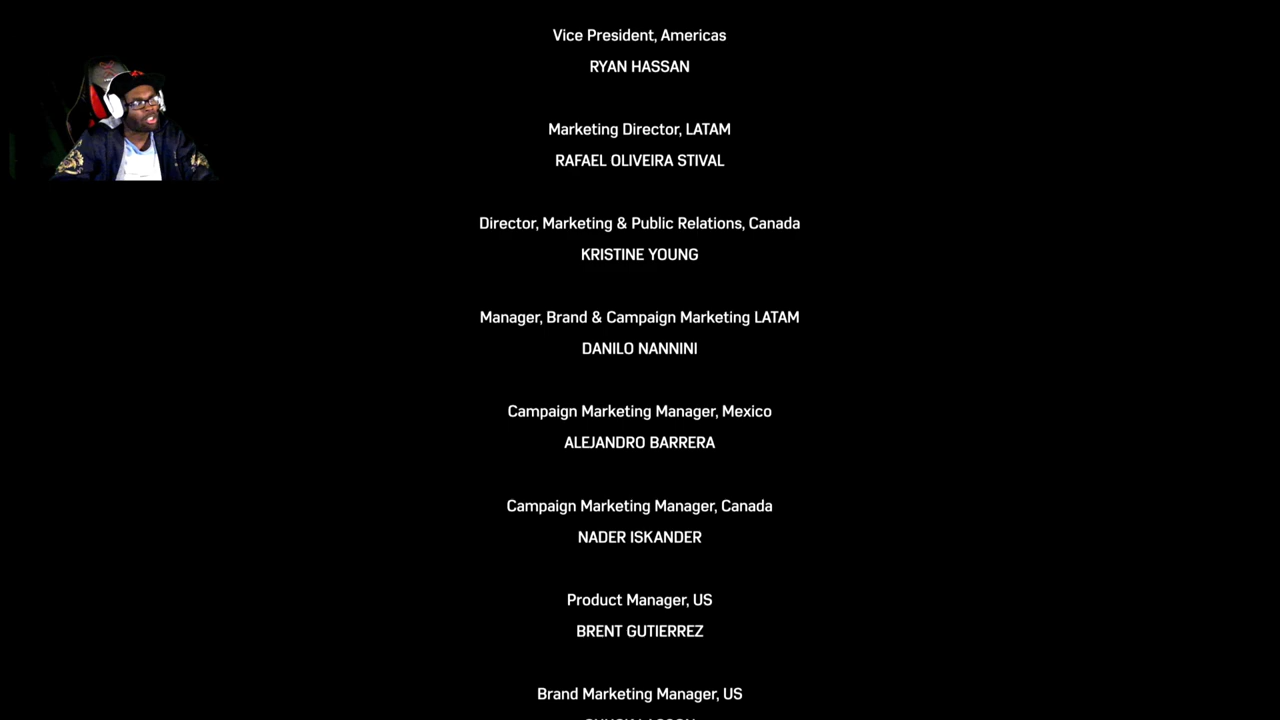 Vice President, Americas
RYAN HASSAN
Marketing Director, LATAM
RAFAEL OLIVEIRA STIVAL
Director, Marketing & Public Relations, Canada
KRISTINE YOUNG
Manager, Brand & Campaign Marketing LATAM
DANILO NANNINI
Campaign Marketing Manager, Mexico
ALEJANDRO BARRERA
Campaign Marketing Manager, Canada
NADER ISKANDER
Product Manager, US
BRENT GUTIERREZ
Brand Marketing Manager, US